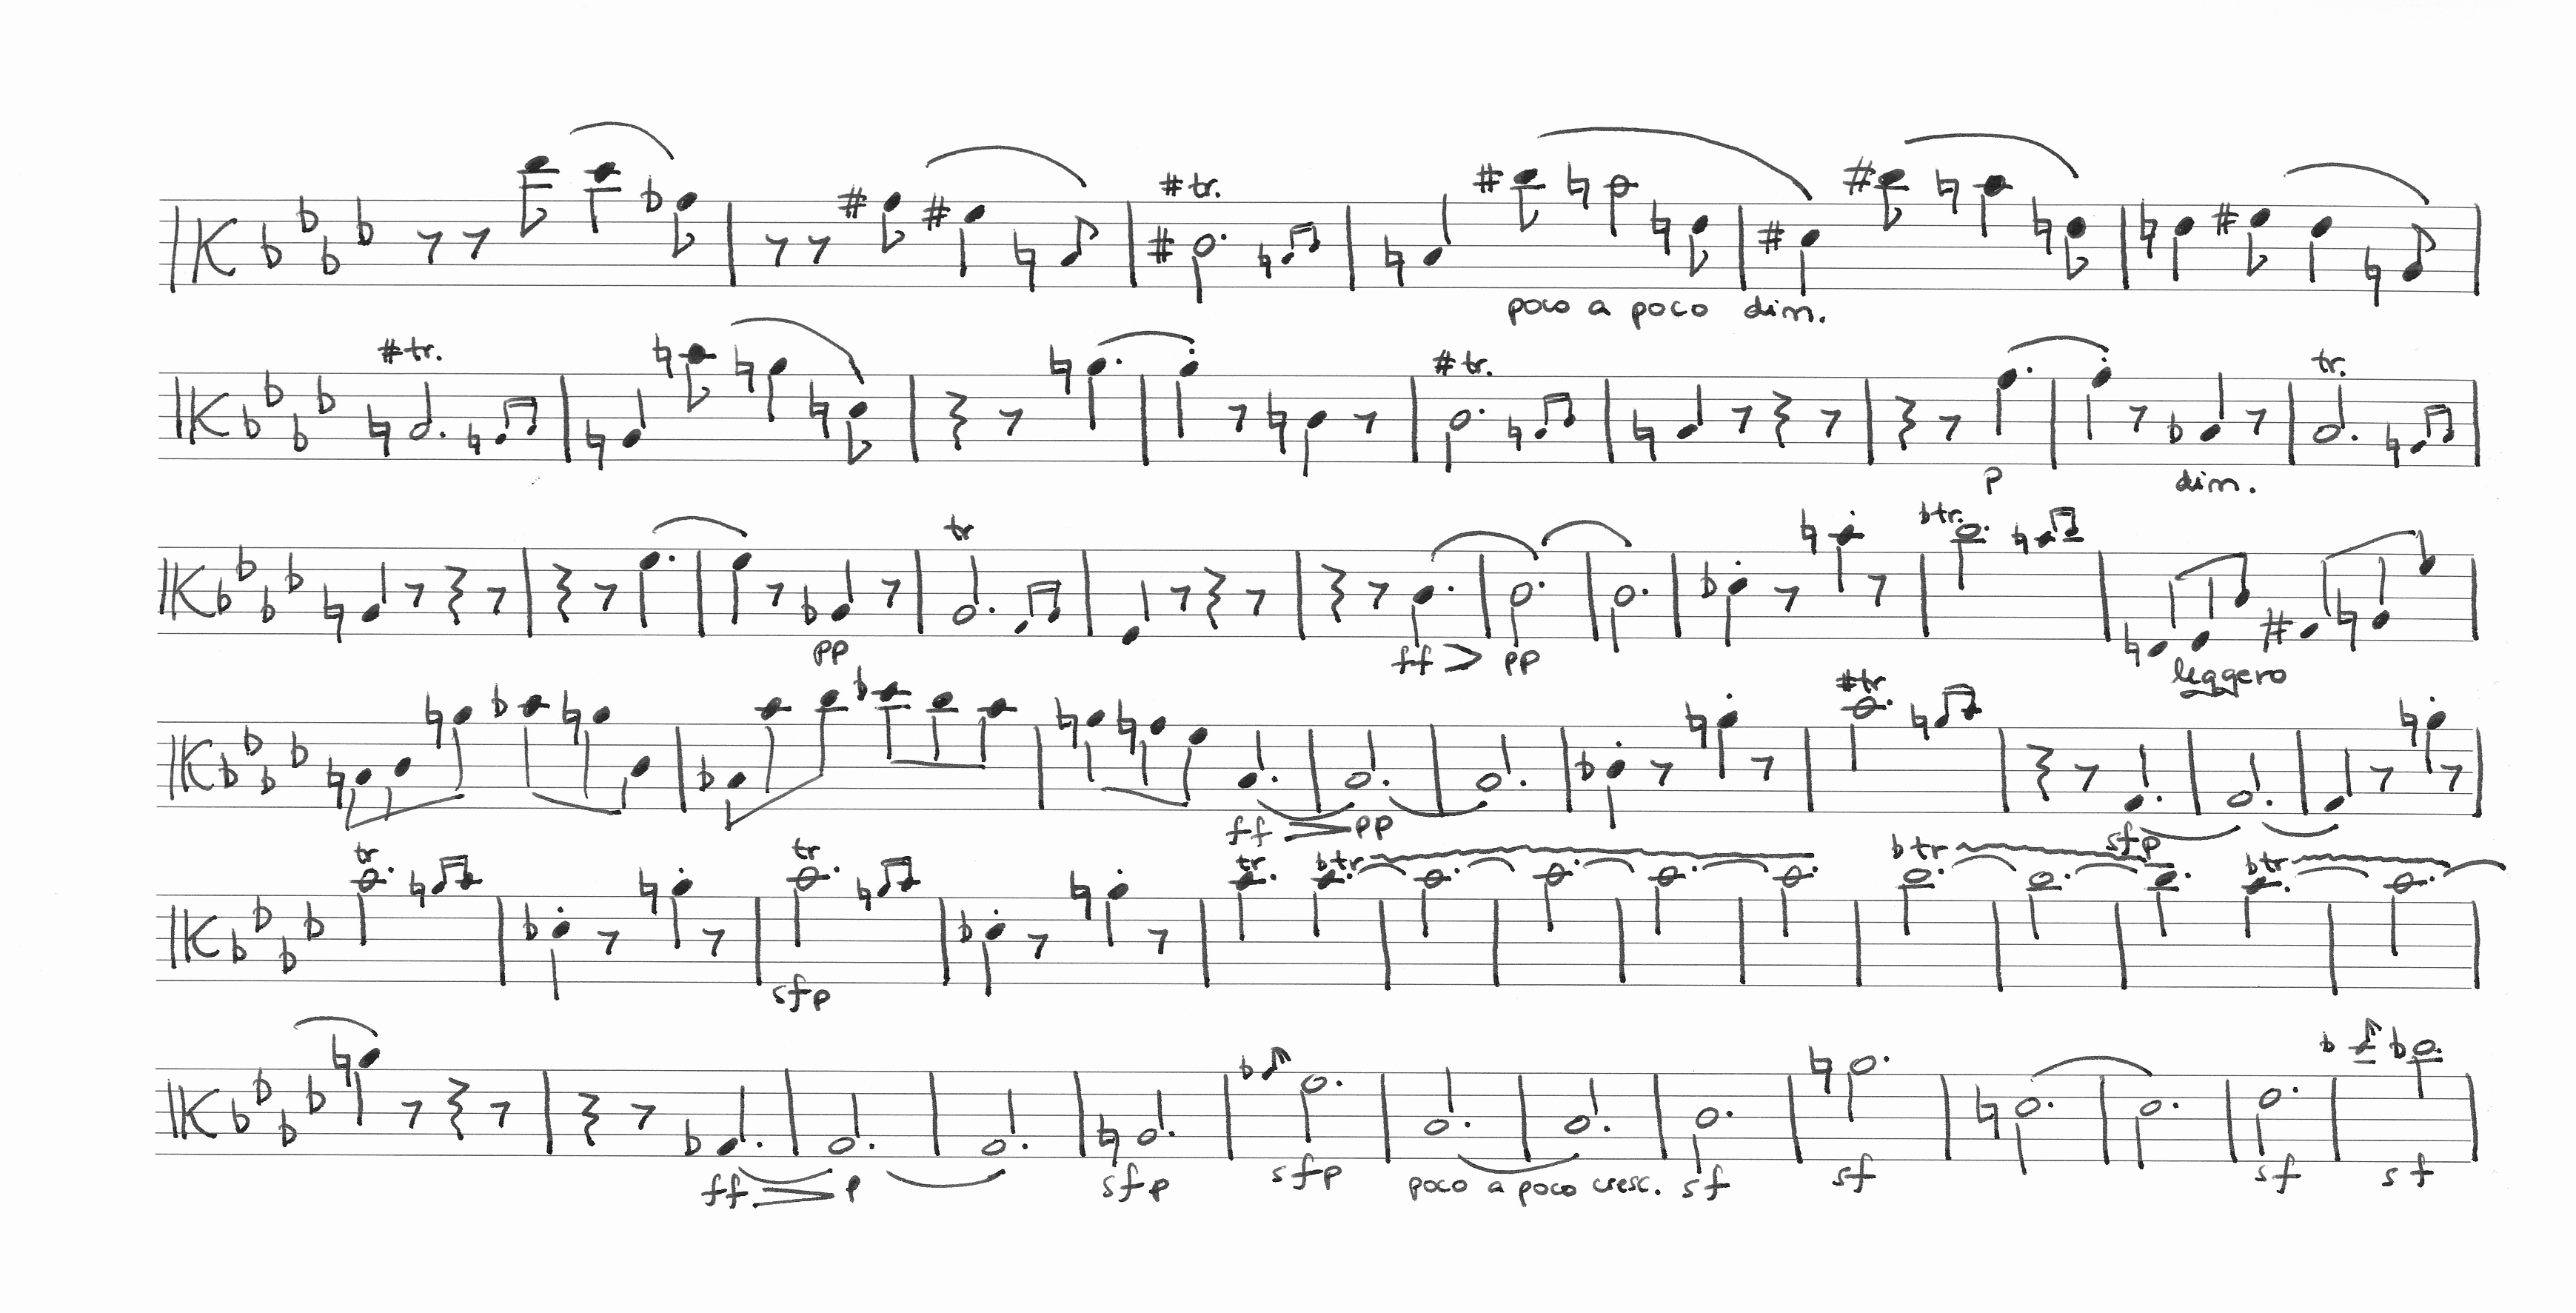 tr.
poco a poco dim.
tr. tr. tr.
p dim.
tr tr.
pp ff pp leggero
tr
ff pp sfp
tr tr tr. tr tr tr
sfp
ff p sfp sfp poco a poco cresc. sf sf sf sf